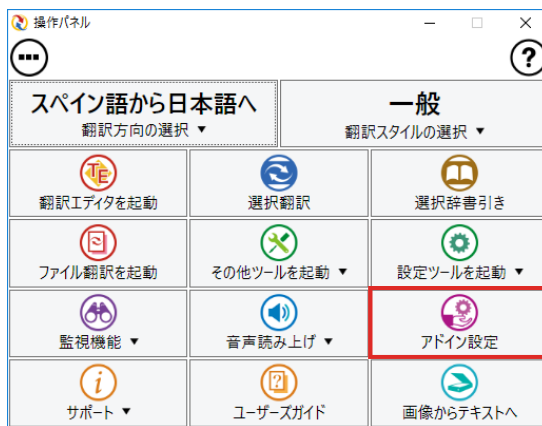 操作パネル
スペイン語から日本語へ
翻訳方向の選択 ▼
一般
翻訳スタイルの選択 ▼
TE
翻訳エディタを起動
選択翻訳
選択辞書引き
ファイル翻訳を起動
その他ツールを起動 ▼
設定ツールを起動 ▼
監視機能 ▼
音声読み上げ ▼
アドイン設定
サポート ▼
ユーザーズガイド
画像からテキストへ